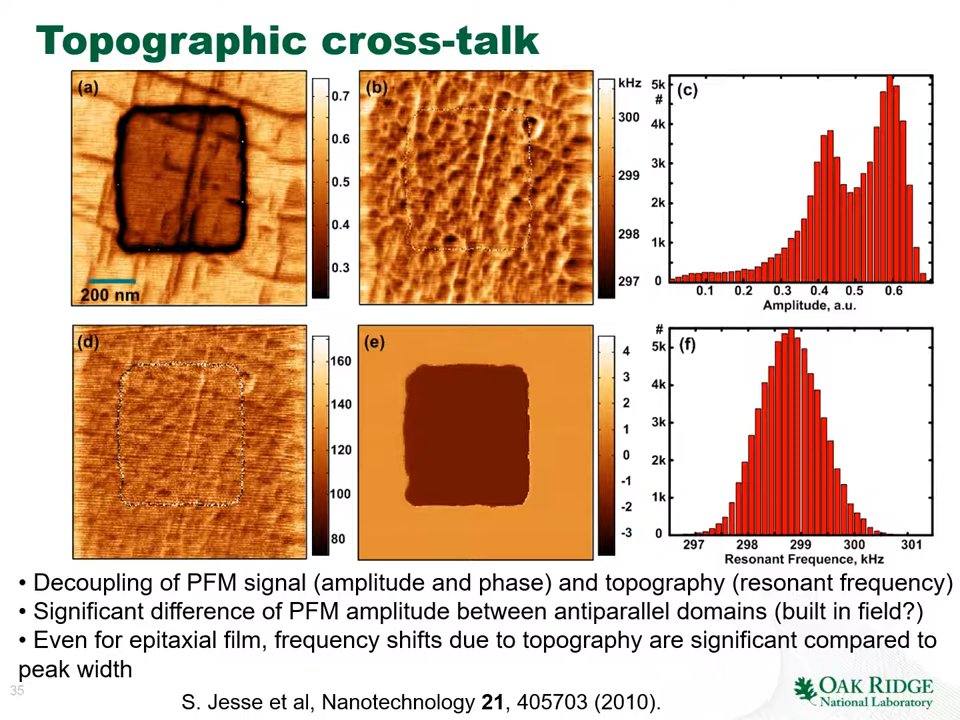 Topographic cross-talk
(a)
200 nm
0.7
0.6
0.5
0.4
0.3
(b)
kHz
300
299
298
297
(c)
5k
#
4k
3k
2k
1k
0
0.1 0.2 0.3 0.4 0.5 0.6
Amplitude, a.u.
(d)
160
140
120
100
80
(e)
4
3
2
1
0
-1
-2
-3
(f)
#
5k
4k
3k
2k
1k
0
297 298 299 300 301
Resonant Frequency, kHz
• Decoupling of PFM signal (amplitude and phase) and topography (resonant frequency)
• Significant difference of PFM amplitude between antiparallel domains (built in field?)
• Even for epitaxial film, frequency shifts due to topography are significant compared to
peak width
35
S. Jesse et al, Nanotechnology 21, 405703 (2010).
OAK RIDGE
National Laboratory